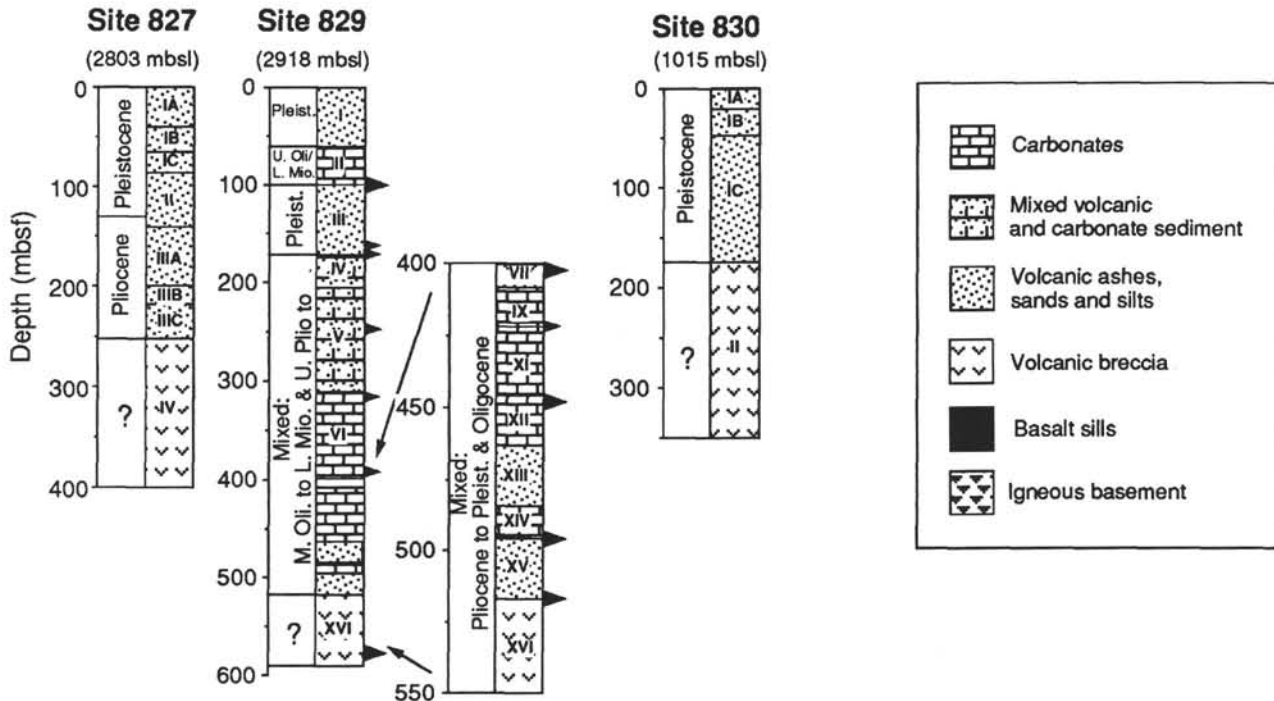 Site 827
(2803 mbsl)
Site 829
(2918 mbsl)
Site 830
(1015 mbsl)
Depth (mbsf)
0
100
200
300
400
Pleistocene
Pliocene
?
IA
IB
IC
II
IIIA
IIIB
IIIC
IV
0
100
200
300
400
500
600
Pleist.
U. Oli/
L. Mio.
Pleist.
Mixed:
M. Oli. to L. Mio. & U. Plio to
?
I
II
III
IV
V
VI
XVI
400
450
500
550
Mixed:
Pliocene to Pleist. & Oligocene
VII
IX
XI
XII
XIII
XIV
XV
XVI
0
100
200
300
Pleistocene
?
IA
IB
IC
II
Carbonates
Mixed volcanic
and carbonate sediment
Volcanic ashes,
sands and silts
Volcanic breccia
Basalt sills
Igneous basement